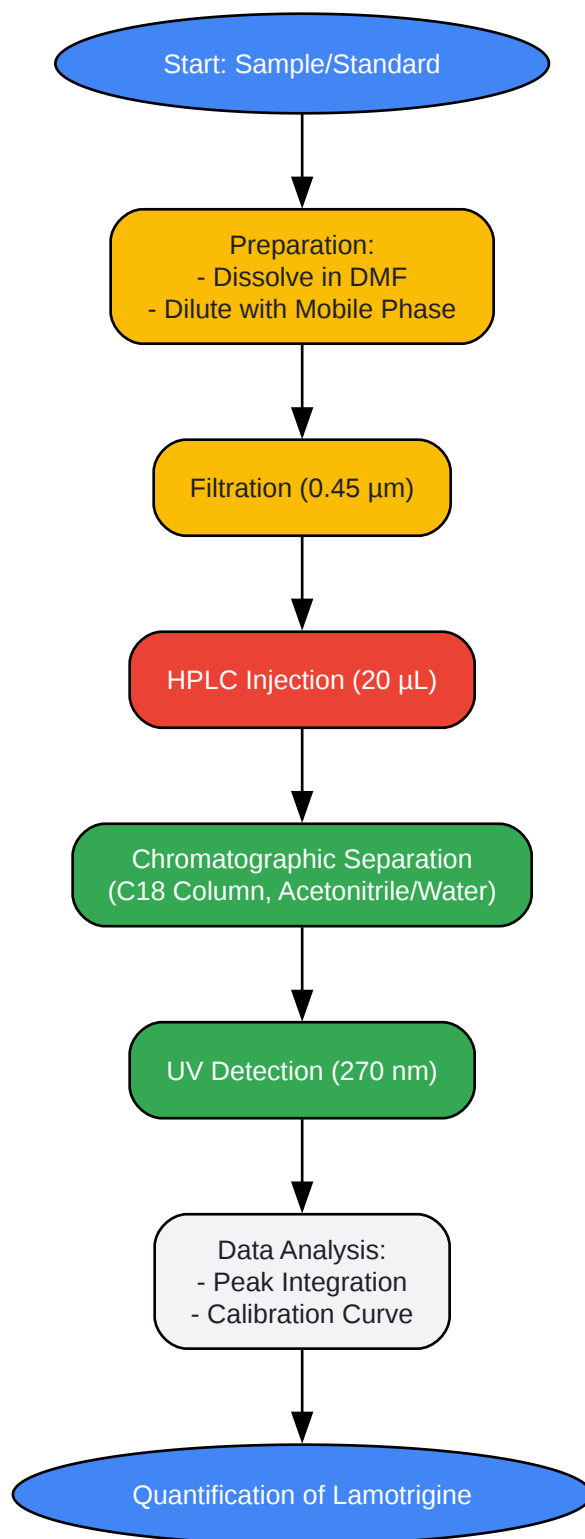 Start: Sample/Standard
Preparation:
- Dissolve in DMF
- Dilute with Mobile Phase
Filtration (0.45 µm)
HPLC Injection (20 µL)
Chromatographic Separation
(C18 Column, Acetonitrile/Water)
UV Detection (270 nm)
Data Analysis:
- Peak Integration
- Calibration Curve
Quantification of Lamotrigine